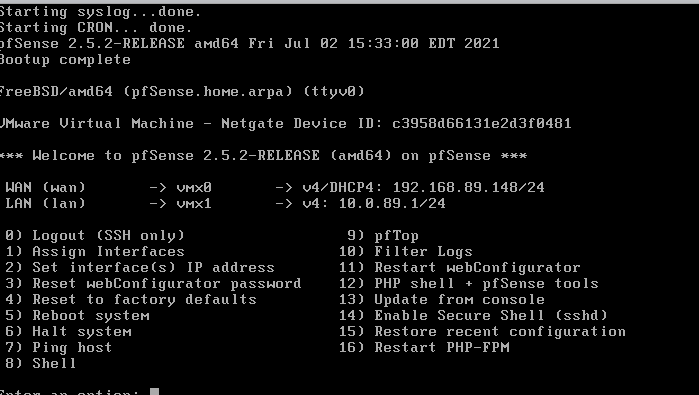 Starting syslog...done.
Starting CRON... done.
pfSense 2.5.2-RELEASE amd64 Fri Jul 02 15:33:00 EDT 2021
Bootup complete

FreeBSD/amd64 (pfSense.home.arpa) (ttyv0)

VMware Virtual Machine - Netgate Device ID: c3958d66131e2d3f0481

*** Welcome to pfSense 2.5.2-RELEASE (amd64) on pfSense ***

WAN (wan) -> vmx0 -> v4/DHCP4: 192.168.89.148/24
LAN (lan) -> vmx1 -> v4: 10.0.89.1/24

0) Logout (SSH only) 9) pfTop
1) Assign Interfaces 10) Filter Logs
2) Set interface(s) IP address 11) Restart webConfigurator
3) Reset webConfigurator password 12) PHP shell + pfSense tools
4) Reset to factory defaults 13) Update from console
5) Reboot system 14) Enable Secure Shell (sshd)
6) Halt system 15) Restore recent configuration
7) Ping host 16) Restart PHP-FPM
8) Shell

Enter an option: